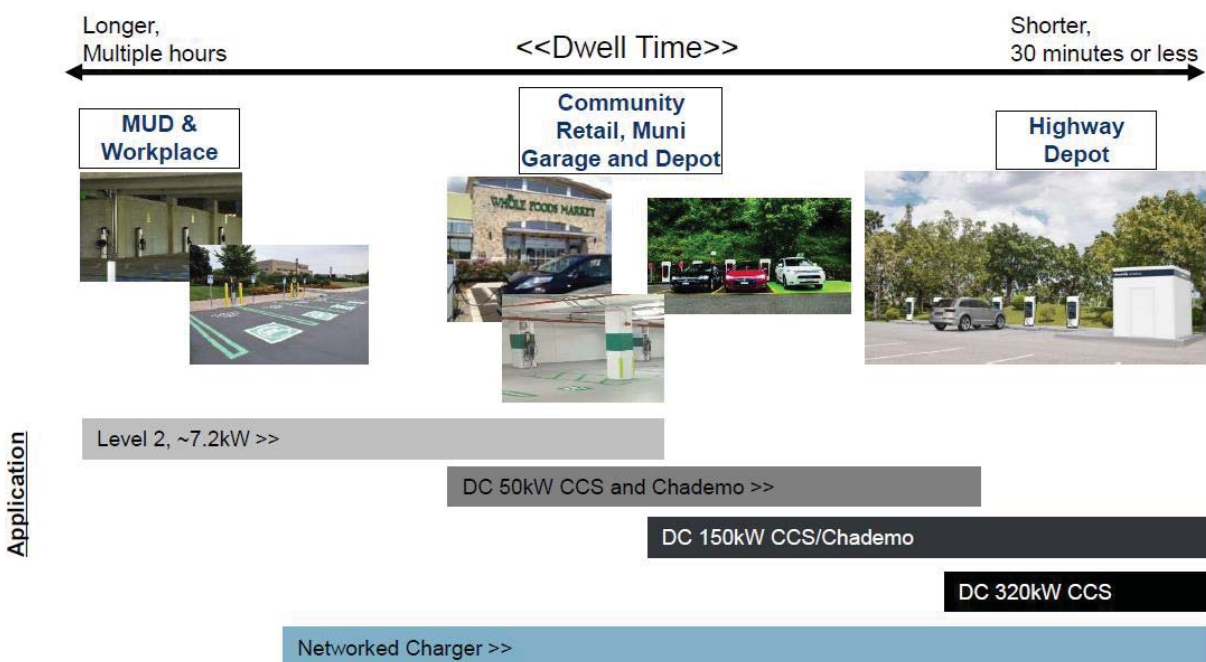 Longer,
Multiple hours
<<Dwell Time>>
Shorter,
30 minutes or less
MUD &
Workplace
Community
Retail, Muni
Garage and Depot
Highway
Depot
WHOLE FOODS MARKET
Application
Level 2, ~7.2kW >>
DC 50kW CCS and Chademo >>
DC 150kW CCS/Chademo
DC 320kW CCS
Networked Charger >>